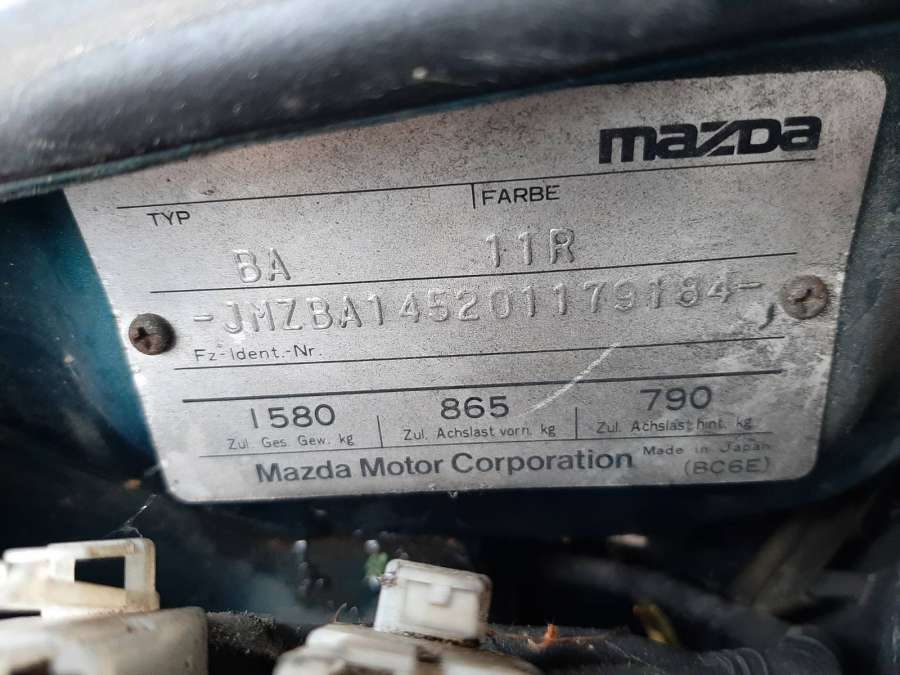 mazda
TYP FARBE
BA 11R
-JMZBA145201179184-
Fz-Ident.-Nr.
1580 865 790
Zul. Ges. Gew. kg Zul. Achslast vorn. kg Zul. Achslast hint. kg
Mazda Motor Corporation Made in Japan
(BC6E)